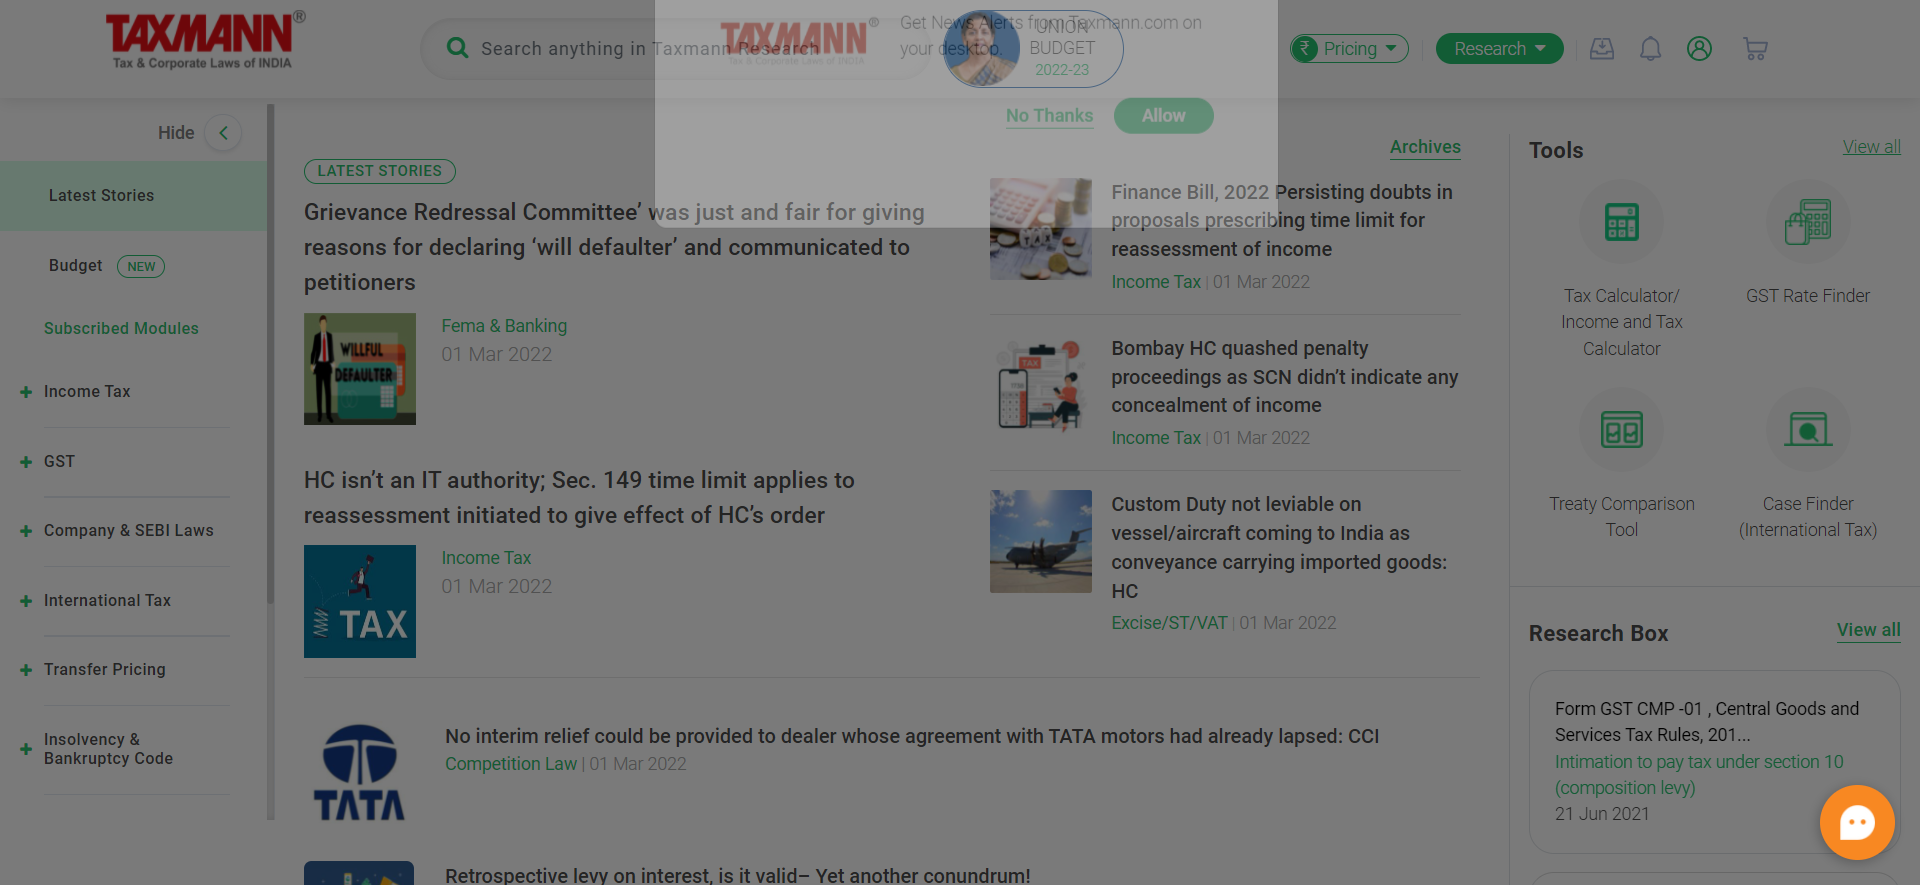 TAXMANN®
Tax & Corporate Laws of INDIA
Search anything in Taxmann Research
TAXMANN®
Tax & Corporate Laws of INDIA
Get News Alerts from Taxmann.com on
your desktop.
No Thanks
Allow
UNION
BUDGET
2022-23
Pricing
Research
Hide
Latest Stories
Budget NEW
Subscribed Modules
Income Tax
GST
Company & SEBI Laws
International Tax
Transfer Pricing
Insolvency &
Bankruptcy Code
LATEST STORIES
Archives
Grievance Redressal Committee’ was just and fair for giving
reasons for declaring ‘will defaulter’ and communicated to
petitioners
WILLFUL
DEFAULTER
Fema & Banking
01 Mar 2022
HC isn’t an IT authority; Sec. 149 time limit applies to
reassessment initiated to give effect of HC’s order
TAX
Income Tax
01 Mar 2022
TAX
Finance Bill, 2022 Persisting doubts in
proposals prescribing time limit for
reassessment of income
Income Tax | 01 Mar 2022
TAX
Bombay HC quashed penalty
proceedings as SCN didn’t indicate any
concealment of income
Income Tax | 01 Mar 2022
Custom Duty not leviable on
vessel/aircraft coming to India as
conveyance carrying imported goods:
HC
Excise/ST/VAT | 01 Mar 2022
TATA
No interim relief could be provided to dealer whose agreement with TATA motors had already lapsed: CCI
Competition Law | 01 Mar 2022
Retrospective levy on interest, is it valid– Yet another conundrum!
Tools
View all
Tax Calculator/
Income and Tax
Calculator
GST Rate Finder
Treaty Comparison
Tool
Case Finder
(International Tax)
Research Box
View all
Form GST CMP -01 , Central Goods and
Services Tax Rules, 201...
Intimation to pay tax under section 10
(composition levy)
21 Jun 2021